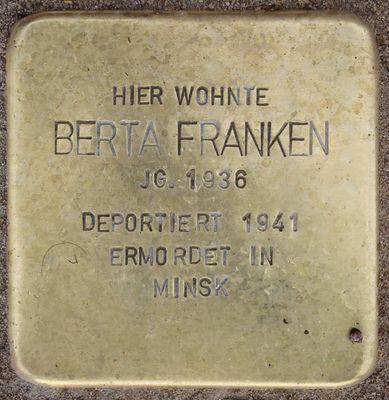 HIER WOHNTE
BERTA FRANKEN
JG. 1936
DEPORTIERT 1941
ERMORDET IN
MINSK